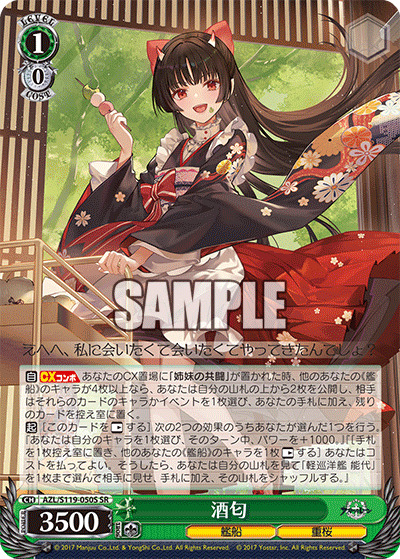 LEVEL
1
0
COST
SAMPLE
えへへ、私に会いたくて会いたくてやってきたんでしょ?
自 CXコンボ あなたのCX置場に「姉妹の共闘」が置かれた時、他のあなたの《艦
船》のキャラが4枚以上なら、あなたは自分の山札の上から2枚を公開し、相手
はそれらのカードのキャラかイベントを1枚選び、あなたの手札に加え、残り
のカードを控え室に置く。
起 [このカードを する] 次の2つの効果のうちあなたが選んだ1つを行う。
『あなたは自分のキャラを1枚選び、そのターン中、パワーを+1000。』『[手札
を1枚控え室に置き、他のあなたの《艦船》のキャラを1枚 する] あなたはコ
ストを払ってよい。そうしたら、あなたは自分の山札を見て「軽巡洋艦 能代」
を1枚まで選んで相手に見せ、手札に加え、その山札をシャッフルする。』
CH AZL/S119-050S SR
酒匂
3500
艦船
重桜
© 2017 Manjuu Co.,Ltd. & YongShi Co.,Ltd. All Rights Reserved. © 2017 Yostar, Inc. All Rights Reserved.